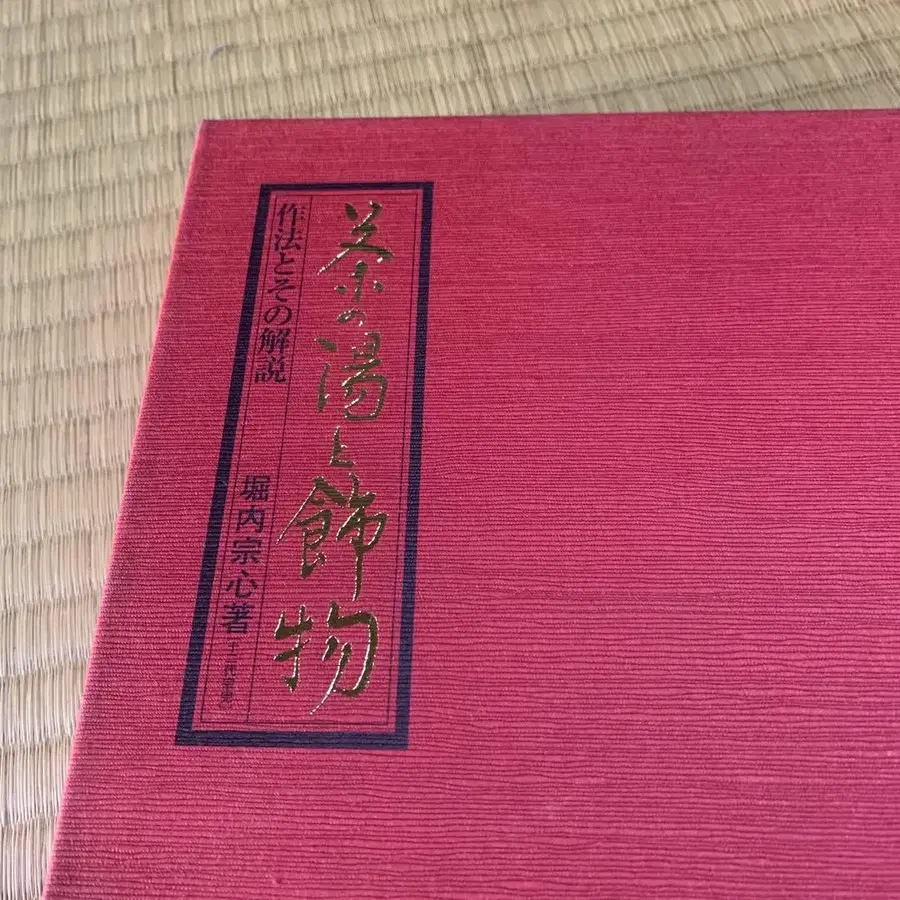 茶の湯と飾物
作法とその解説
堀内宗心著